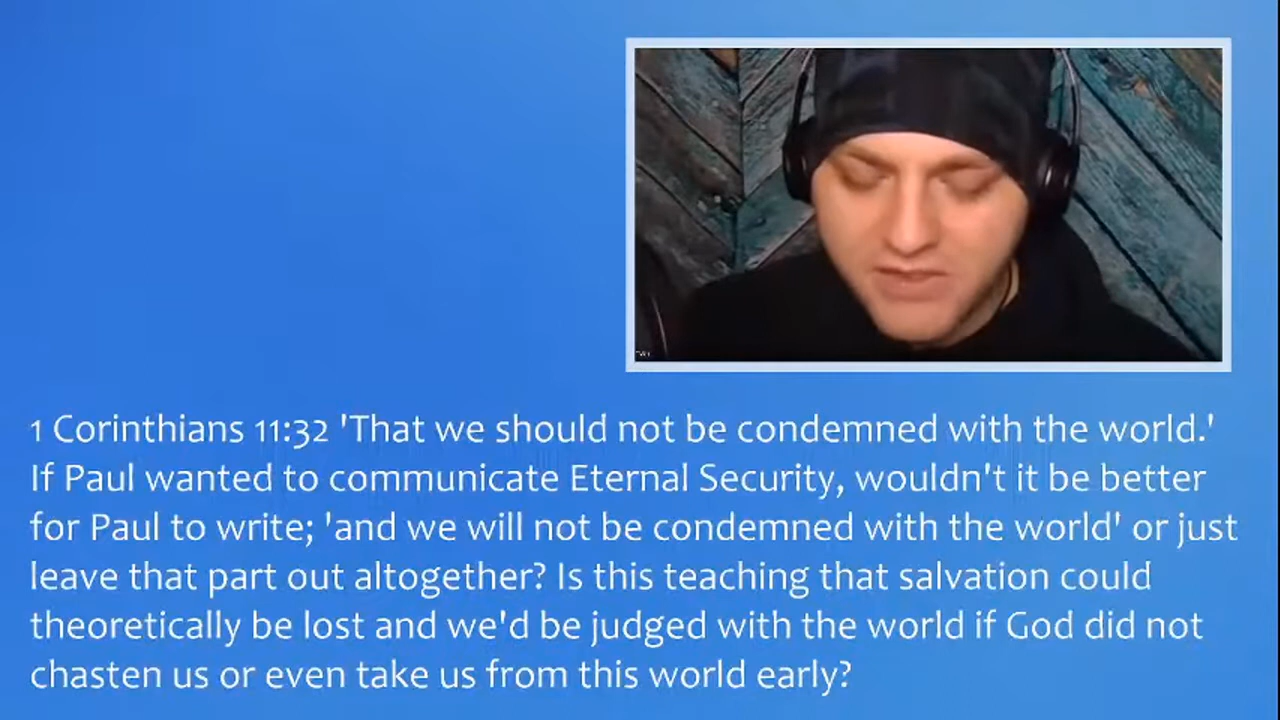 1 Corinthians 11:32 'That we should not be condemned with the world.'
If Paul wanted to communicate Eternal Security, wouldn't it be better
for Paul to write; 'and we will not be condemned with the world' or just
leave that part out altogether? Is this teaching that salvation could
theoretically be lost and we'd be judged with the world if God did not
chasten us or even take us from this world early?